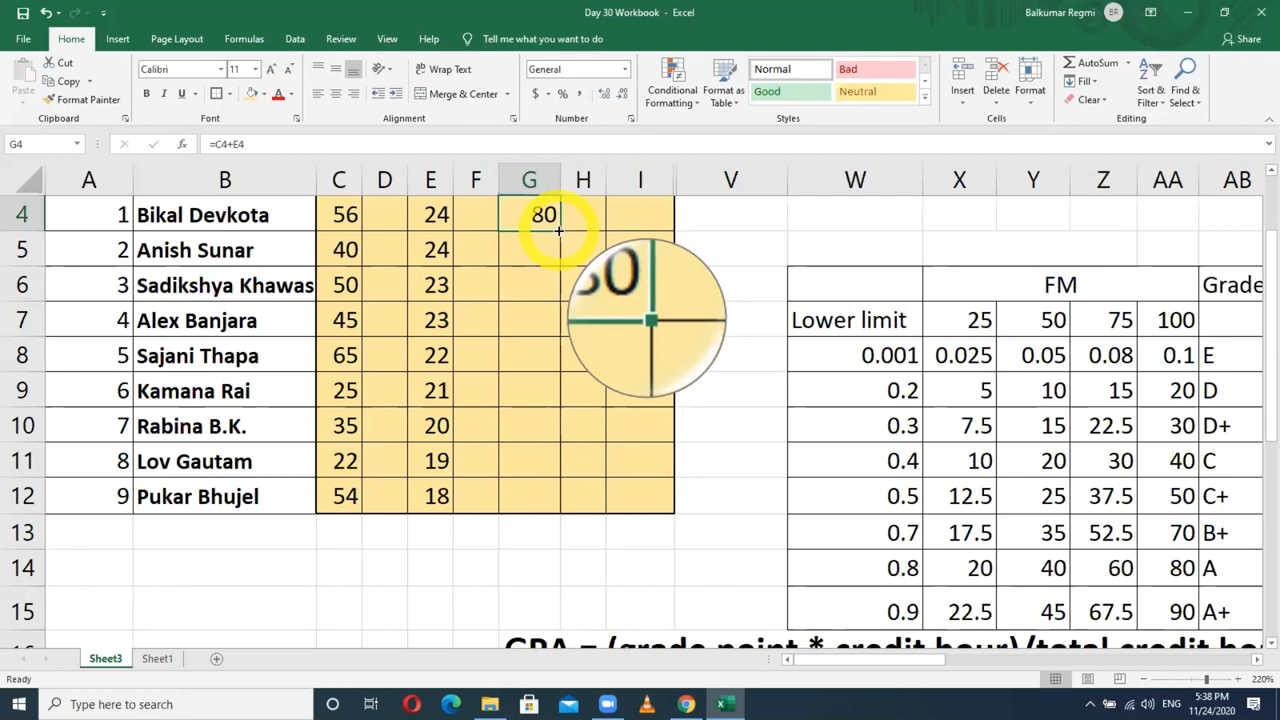 Day 30 Workbook - Excel
Balkumar Regmi BR
File Home Insert Page Layout Formulas Data Review View Help Tell me what you want to do Share
Paste Cut Copy Format Painter Clipboard
Calibri 11 B I U A A A Font
Wrap Text Merge & Center Alignment
General $ % , Number
Conditional Formatting Format as Table Normal Bad Good Neutral Styles
Insert Delete Format Cells
AutoSum Fill Clear Sort & Filter Find & Select Editing
G4 fx =C4+E4
A B C D E F G H I V W X Y Z AA AB
4 1 Bikal Devkota 56 24 80
5 2 Anish Sunar 40 24
6 3 Sadikshya Khawas 50 23 FM Grade
7 4 Alex Banjara 45 23 Lower limit 25 50 75 100
8 5 Sajani Thapa 65 22 0.001 0.025 0.05 0.08 0.1 E
9 6 Kamana Rai 25 21 0.2 5 10 15 20 D
10 7 Rabina B.K. 35 20 0.3 7.5 15 22.5 30 D+
11 8 Lov Gautam 22 19 0.4 10 20 30 40 C
12 9 Pukar Bhujel 54 18 0.5 12.5 25 37.5 50 C+
13 0.7 17.5 35 52.5 70 B+
14 0.8 20 40 60 80 A
15 0.9 22.5 45 67.5 90 A+
GPA = (grade point * credit hour)/total credit
Sheet3 Sheet1
Ready 220%
Type here to search ENG 5:38 PM
11/24/2020